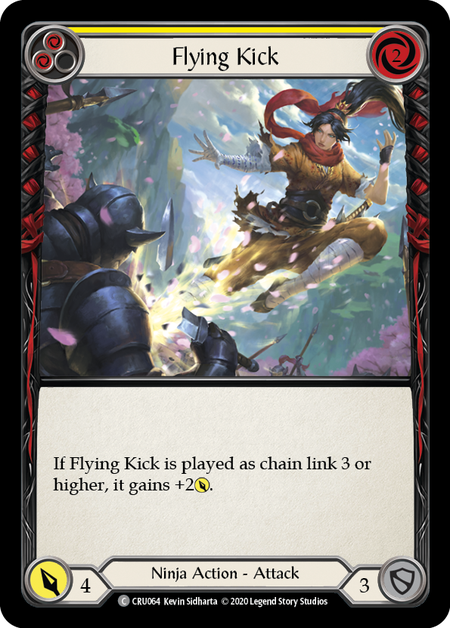 Flying Kick
2
If Flying Kick is played as chain link 3 or
higher, it gains +2.
4
Ninja Action - Attack
3
C CRU064 Kevin Sidharta © 2020 Legend Story Studios